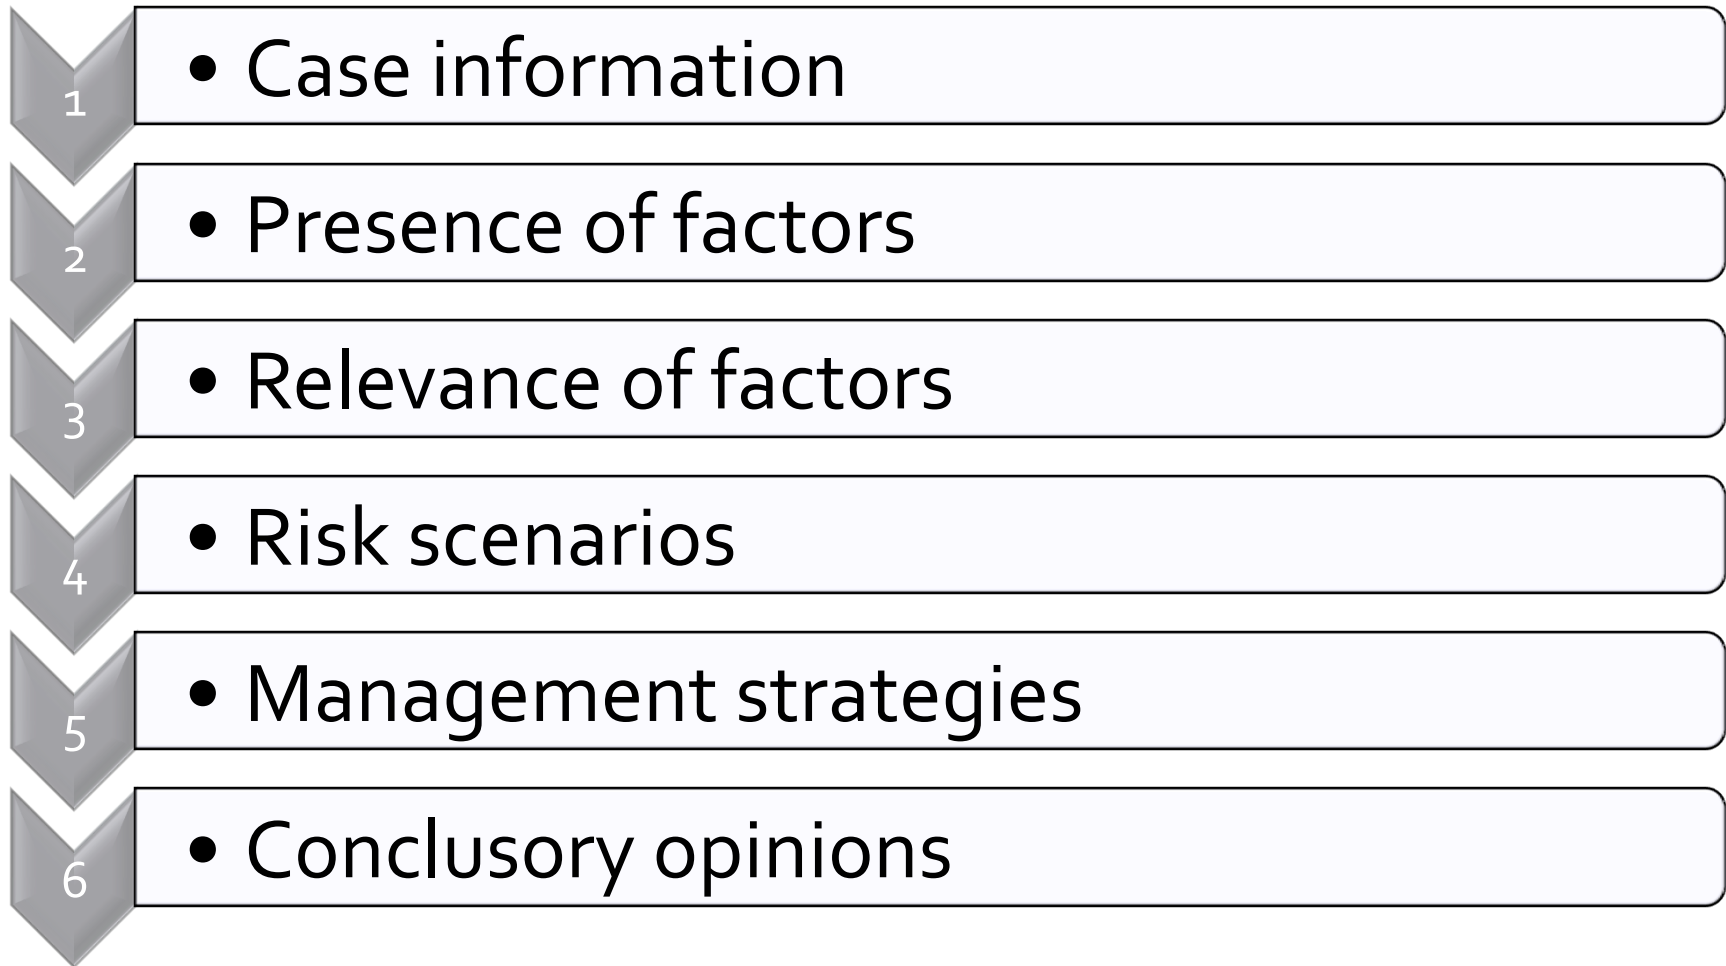 1 • Case information
2 • Presence of factors
3 • Relevance of factors
4 • Risk scenarios
5 • Management strategies
6 • Conclusory opinions